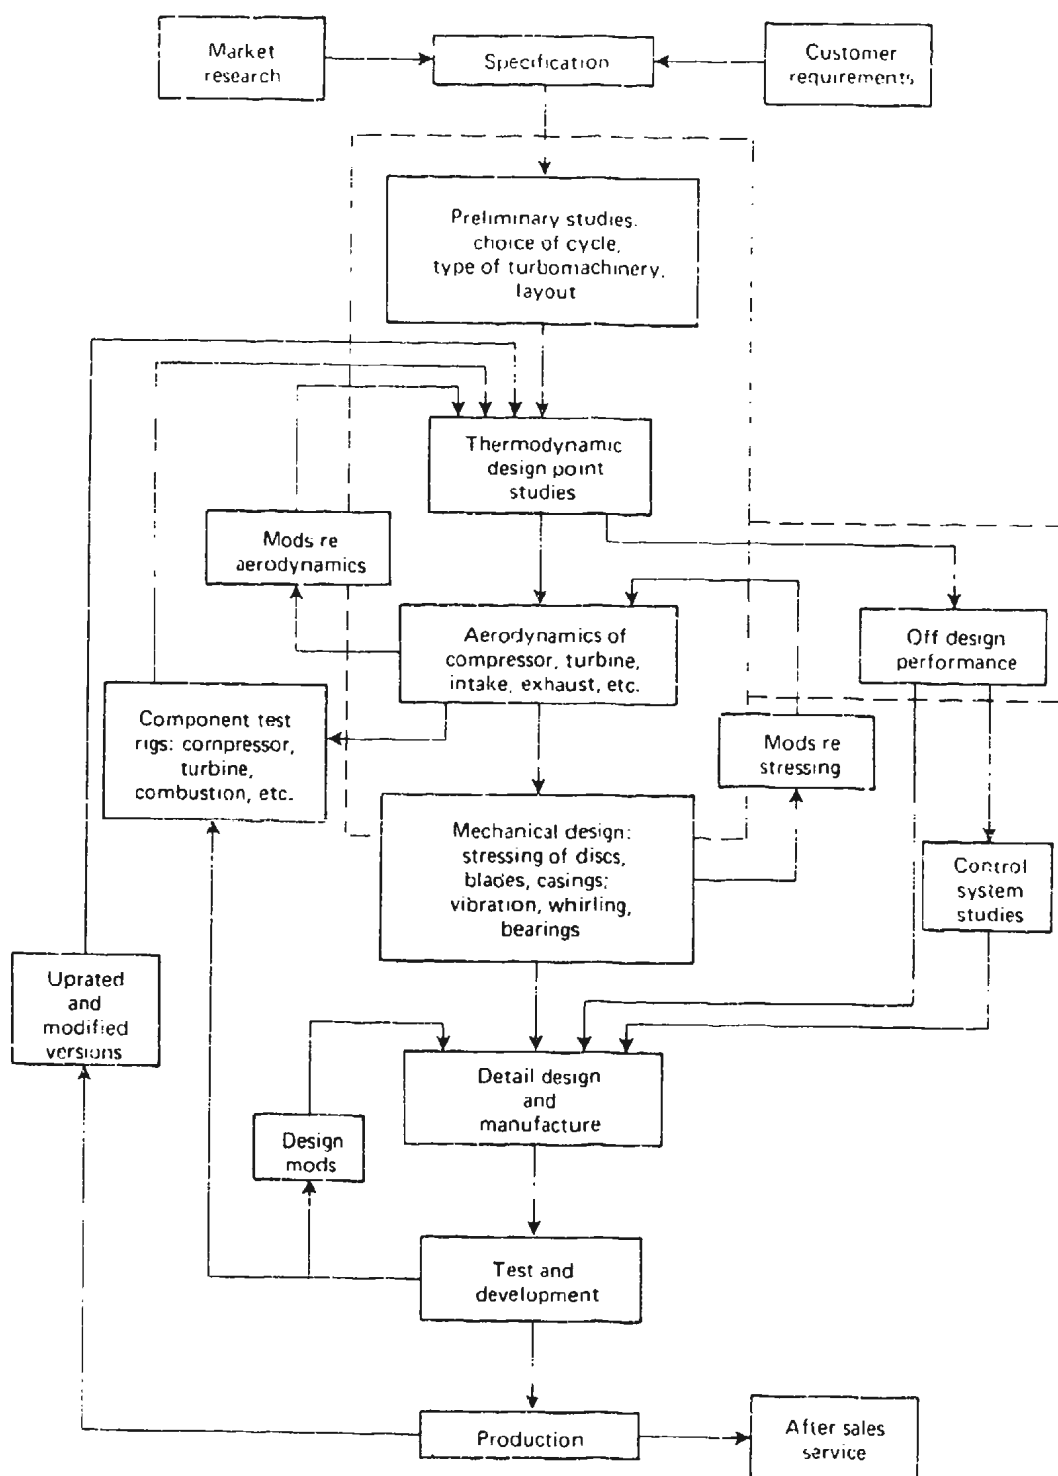 Market
research
Specification
Customer
requirements
Preliminary studies:
choice of cycle,
type of turbomachinery,
layout
Thermodynamic
design point
studies
Mods re
aerodynamics
Aerodynamics of
compressor, turbine,
intake, exhaust, etc.
Off design
performance
Component test
rigs: compressor,
turbine,
combustion, etc.
Mods re
stressing
Mechanical design:
stressing of discs,
blades, casings;
vibration, whirling,
bearings
Control
system
studies
Uprated
and
modified
versions
Detail design
and
manufacture
Design
mods
Test and
development
Production
After sales
service